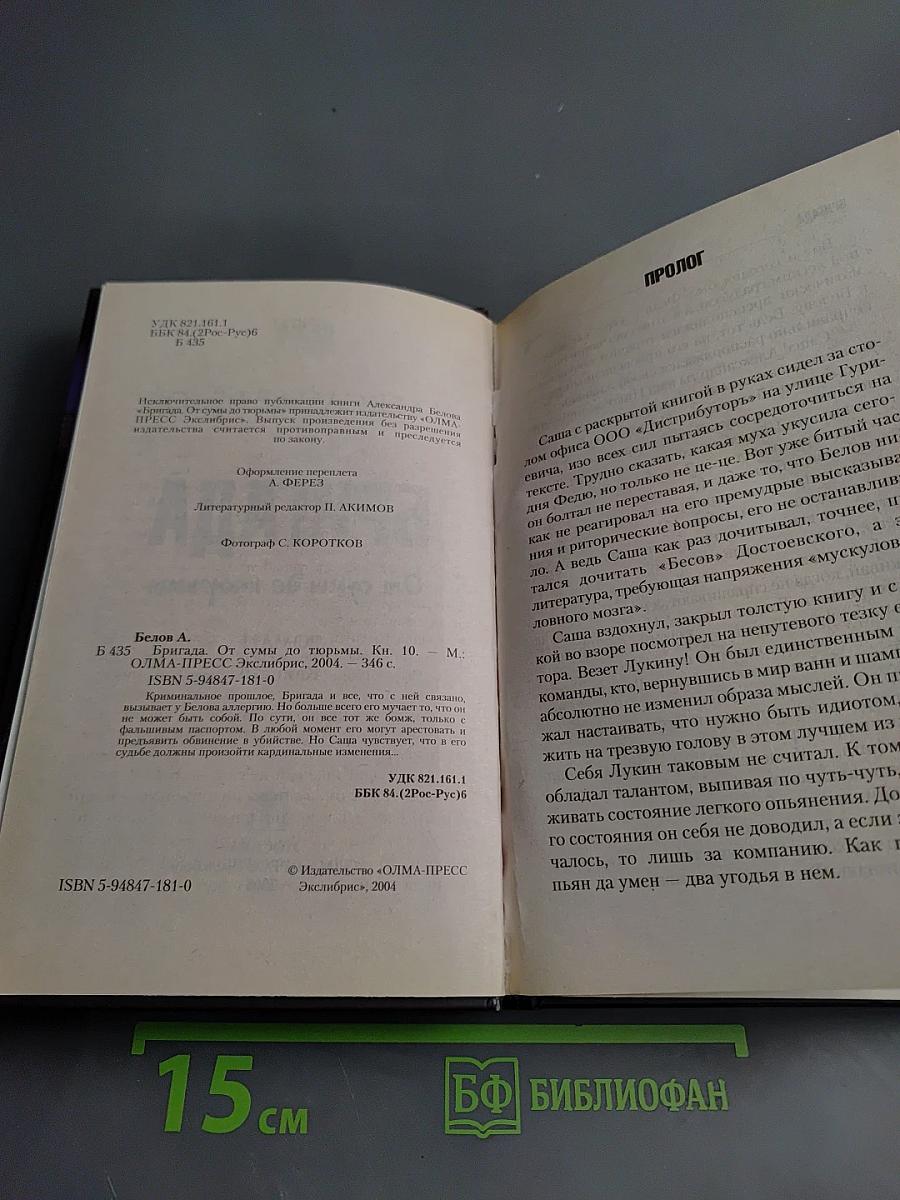 УДК 821.161.1
ББК 84.(2Рос-Рус)6
Б 435
Исключительное право публикации книги Александра Белова
«Бригада. От сумы до тюрьмы» принадлежит издательству «ОЛМА-
ПРЕСС Экслибрис». Выпуск произведения без разрешения
издательства считается противоправным и преследуется
по закону.
Оформление переплета
А. ФЕРЕЗ
Литературный редактор П. АКИМОВ
Фотограф С. КОРОТКОВ
Белов А.
Б 435 Бригада. От сумы до тюрьмы. Кн. 10. — М.:
ОЛМА-ПРЕСС Экслибрис, 2004. — 346 с.
ISBN 5-94847-181-0
Криминальное прошлое, Бригада и все, что с ней связано,
вызывает у Белова аллергию. Но больше всего его мучает то, что он
не может быть собой. По сути, он все тот же бомж, только с
фальшивым паспортом. В любой момент его могут арестовать и
предъявить обвинение в убийстве. Но Саша чувствует, что в его
судьбе должны произойти кардинальные изменения...
УДК 821.161.1
ББК 84.(2Рос-Рус)6
ISBN 5-94847-181-0
© Издательство «ОЛМА-ПРЕСС
Экслибрис», 2004
ПРОЛОГ
Саша с раскрытой книгой в руках сидел за сто-
лом офиса ООО «Дистрибуторъ» на улице Гури-
евича, изо всех сил пытаясь сосредоточиться на
тексте. Трудно сказать, какая муха укусила сего-
дня Федю, но только не це-це. Вот уже битый час
он болтал не переставая, и даже то, что Белов ни
как не реагировал на его премудрые высказыва
ния и риторические вопросы, его не останавлив
ло. А ведь Саша как раз дочитывал, точнее, п
тался дочитать «Бесов» Достоевского, а э
литература, требующая напряжения «мускулов
ловного мозга».
Саша вздохнул, закрыл толстую книгу и с
кой во взоре посмотрел на непутевого тезку
тора. Везет Лукину! Он был единственным
команды, кто, вернувшись в мир ванн и шамп
абсолютно не изменил образа мыслей. Он п
жал настаивать, что нужно быть идиотом,
жить на трезвую голову в этом лучшем из
Себя Лукин таковым не считал. К том
обладал талантом, выпивая по чуть-чуть,
живать состояние легкого опьянения. До
го состояния он себя не доводил, а если
чалось, то лишь за компанию. Как г
пьян да умен — два угодья в нем.
15 см
БФ БИБЛИОФАН